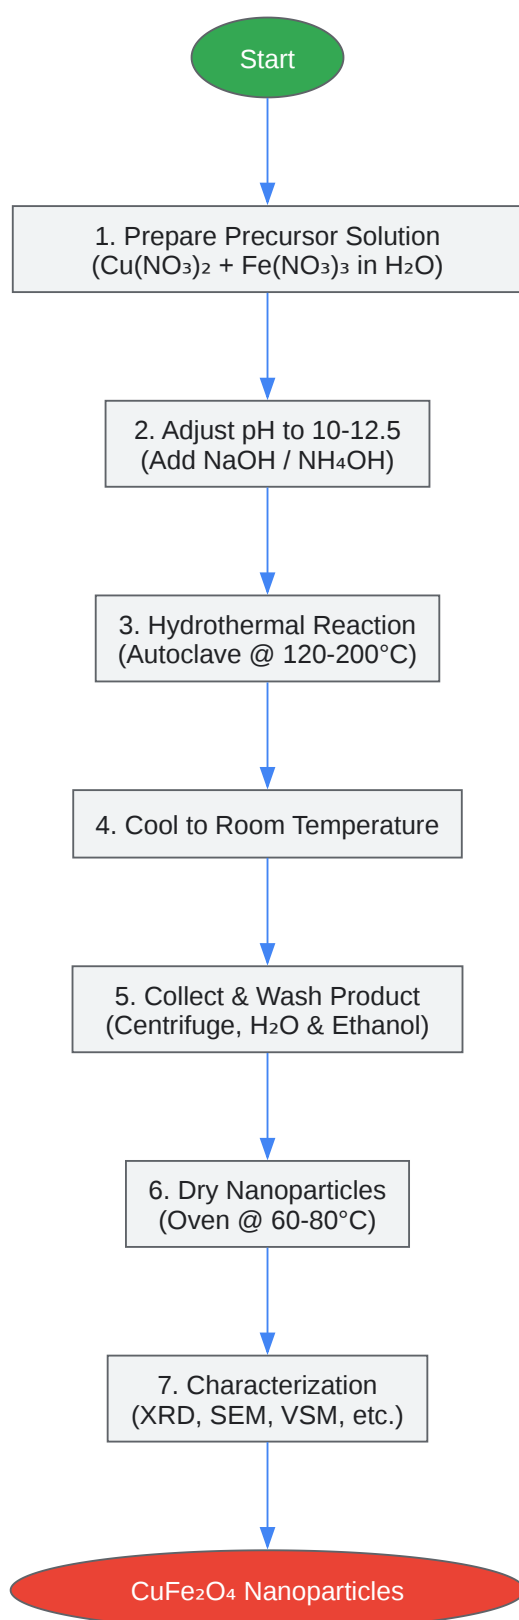 Start
1. Prepare Precursor Solution
(Cu(NO₃)₂ + Fe(NO₃)₃ in H₂O)
2. Adjust pH to 10-12.5
(Add NaOH / NH₄OH)
3. Hydrothermal Reaction
(Autoclave @ 120-200°C)
4. Cool to Room Temperature
5. Collect & Wash Product
(Centrifuge, H₂O & Ethanol)
6. Dry Nanoparticles
(Oven @ 60-80°C)
7. Characterization
(XRD, SEM, VSM, etc.)
CuFe₂O₄ Nanoparticles